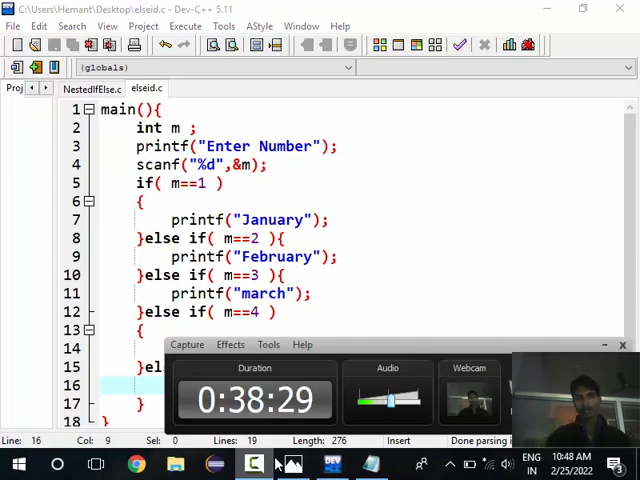 C:\Users\Hemant\Desktop\elseid.c - Dev-C++ 5.11
File Edit Search View Project Execute Tools AStyle Window Help
(globals)
Proj NestedIfElse.c elseid.c
1 main(){
2 int m ;
3 printf("Enter Number");
4 scanf("%d",&m);
5 if( m==1 )
6 {
7 printf("January");
8 }else if( m==2 ){
9 printf("February");
10 }else if( m==3 ){
11 printf("march");
12 }else if( m==4 )
13 {
14
15 }els
16
17 }
18 }
Capture Effects Tools Help
Duration Audio Webcam
0:38:29
Line: 16 Col: 9 Sel: 0 Lines: 19 Length: 276 Insert Done parsing i
DEV
ENG
IN
10:48 AM
2/25/2022
3